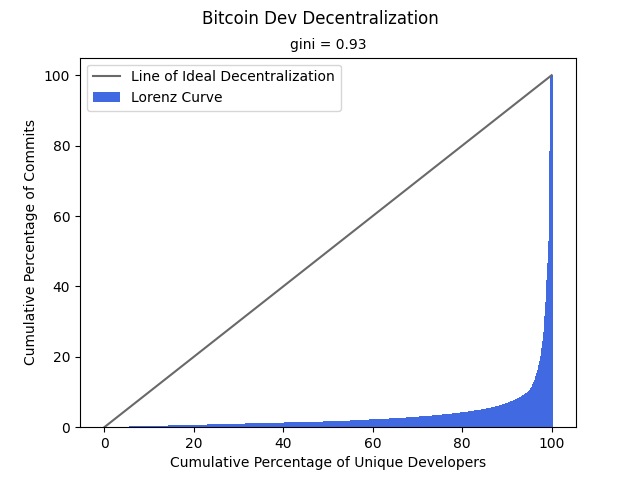 Bitcoin Dev Decentralization
gini = 0.93
Line of Ideal Decentralization
Lorenz Curve
Cumulative Percentage of Commits
100
80
60
40
20
0
0 20 40 60 80 100
Cumulative Percentage of Unique Developers